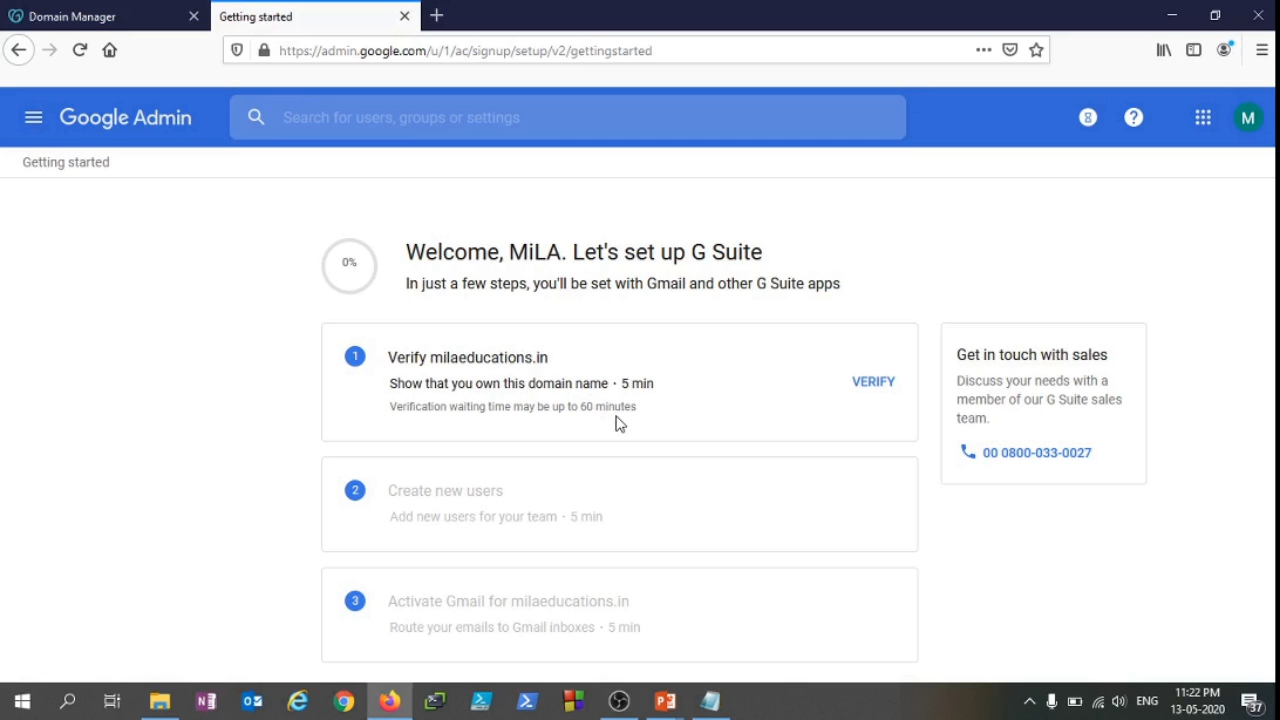 Domain Manager
Getting started
https://admin.google.com/u/1/ac/signup/setup/v2/gettingstarted
Google Admin
Search for users, groups or settings
8
?
M
Getting started
0%
Welcome, MiLA. Let's set up G Suite
In just a few steps, you'll be set with Gmail and other G Suite apps
1
Verify milaeducations.in
Show that you own this domain name · 5 min
Verification waiting time may be up to 60 minutes
VERIFY
Get in touch with sales
Discuss your needs with a
member of our G Suite sales
team.
00 0800-033-0027
2
Create new users
Add new users for your team · 5 min
3
Activate Gmail for milaeducations.in
Route your emails to Gmail inboxes · 5 min
ENG
11:22 PM
13-05-2020
37